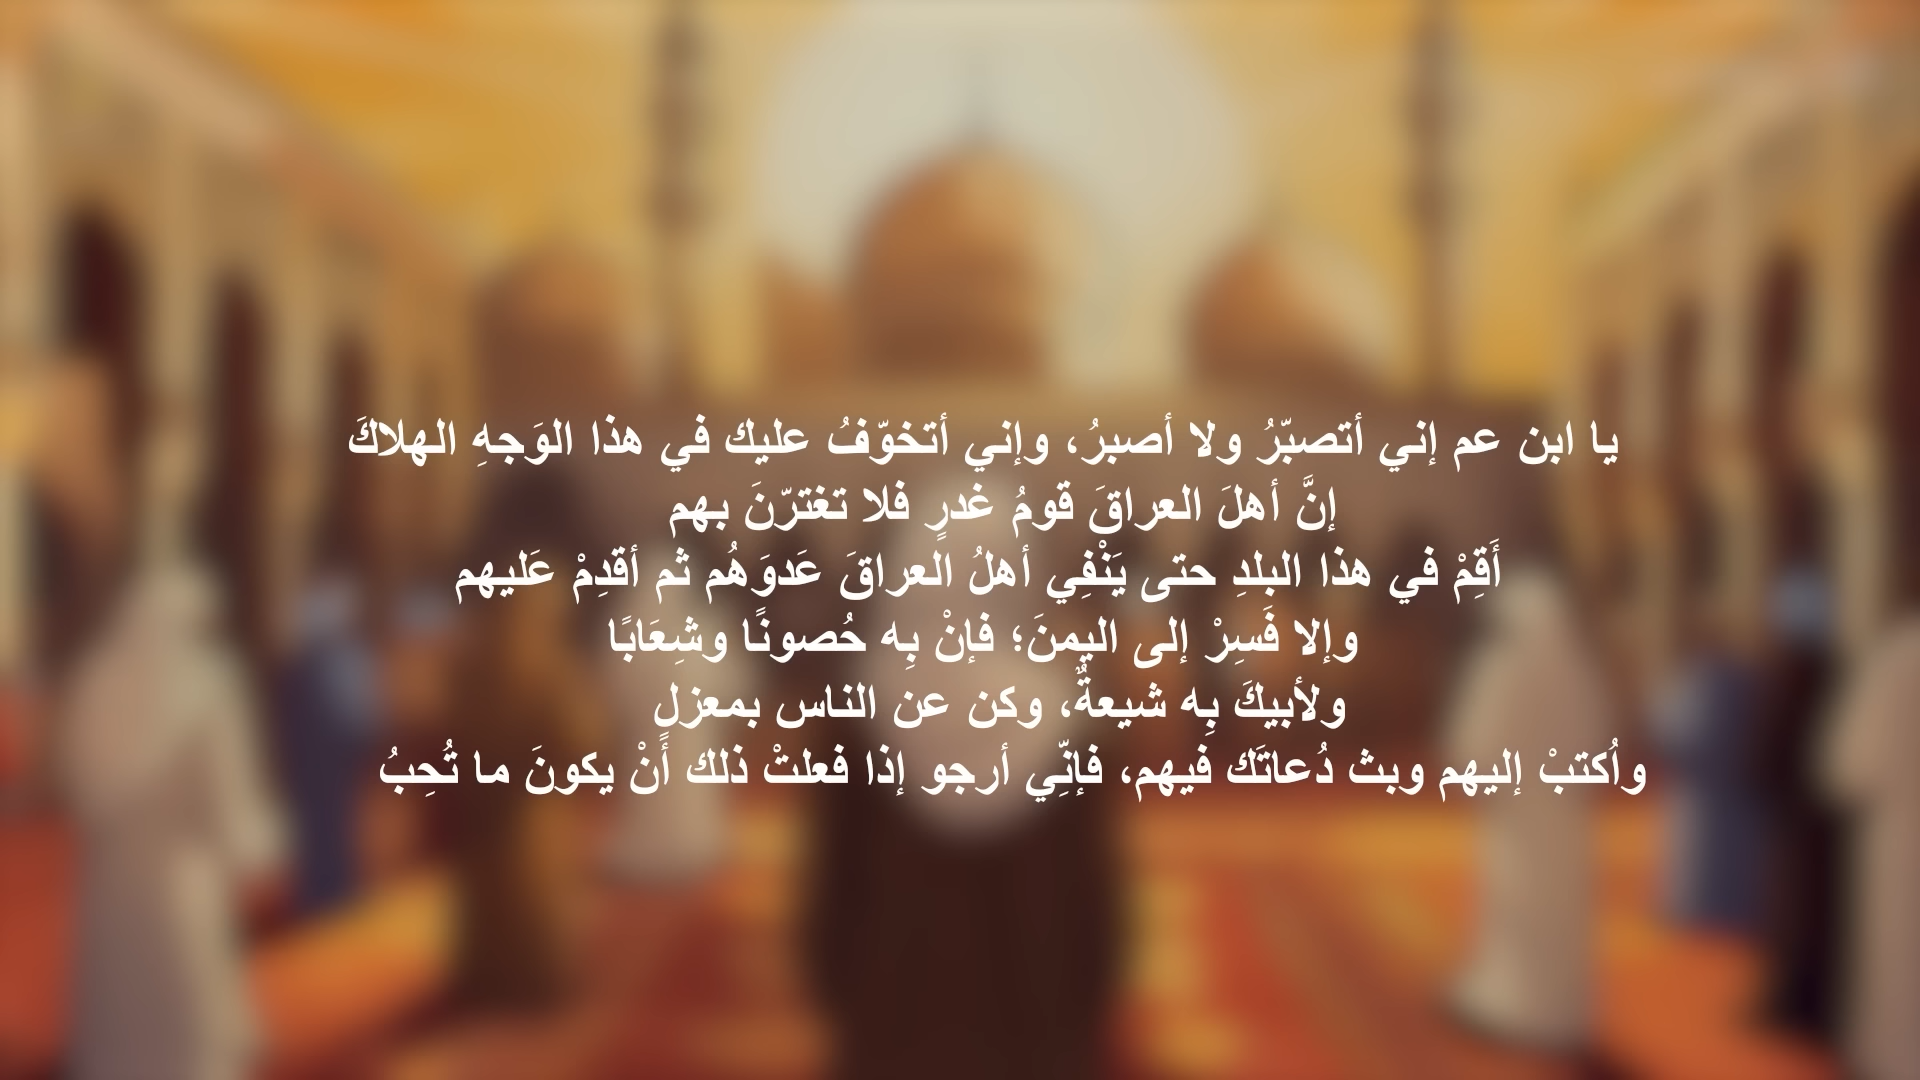 يا ابن عم إني أتصبّرُ ولا أصبرُ، وإني أتخوّفُ عليك في هذا الوَجهِ الهلاكَ
إنَّ أهلَ العراقَ قومُ غدرٍ فلا تغترّنَ بهم
أَقِمْ في هذا البلدِ حتى يَنْفِي أهلُ العراقَ عَدوَهُم ثم أقدِمْ عَليهم
وإلا فَسِرْ إلى اليمنَ؛ فإنْ بِه حُصونًا وشِعَابًا
ولأبيكَ بِه شيعةٌ، وكن عن الناس بمعزلٍ
واُكتبْ إليهم وبث دُعاتَك فيهم، فإنِّي أرجو إذا فعلتْ ذلك أنْ يكونَ ما تُحِبُ